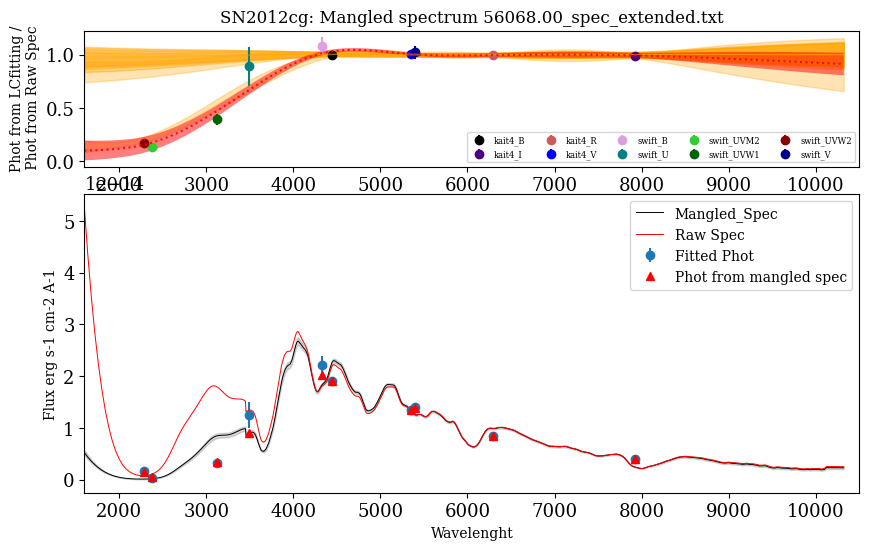 SN2012cg: Mangled spectrum 56068.00_spec_extended.txt
Phot from LCfitting /
Phot from Raw Spec
1.0
0.5
0.0
kait4_B kait4_R swift_B swift_UVM2 swift_UVW2
kait4_I kait4_V swift_U swift_UVW1 swift_V
2000 3000 4000 5000 6000 7000 8000 9000 10000
1e−14
Flux erg s-1 cm-2 A-1
5
4
3
2
1
0
Mangled_Spec
Raw Spec
Fitted Phot
Phot from mangled spec
2000 3000 4000 5000 6000 7000 8000 9000 10000
Wavelenght